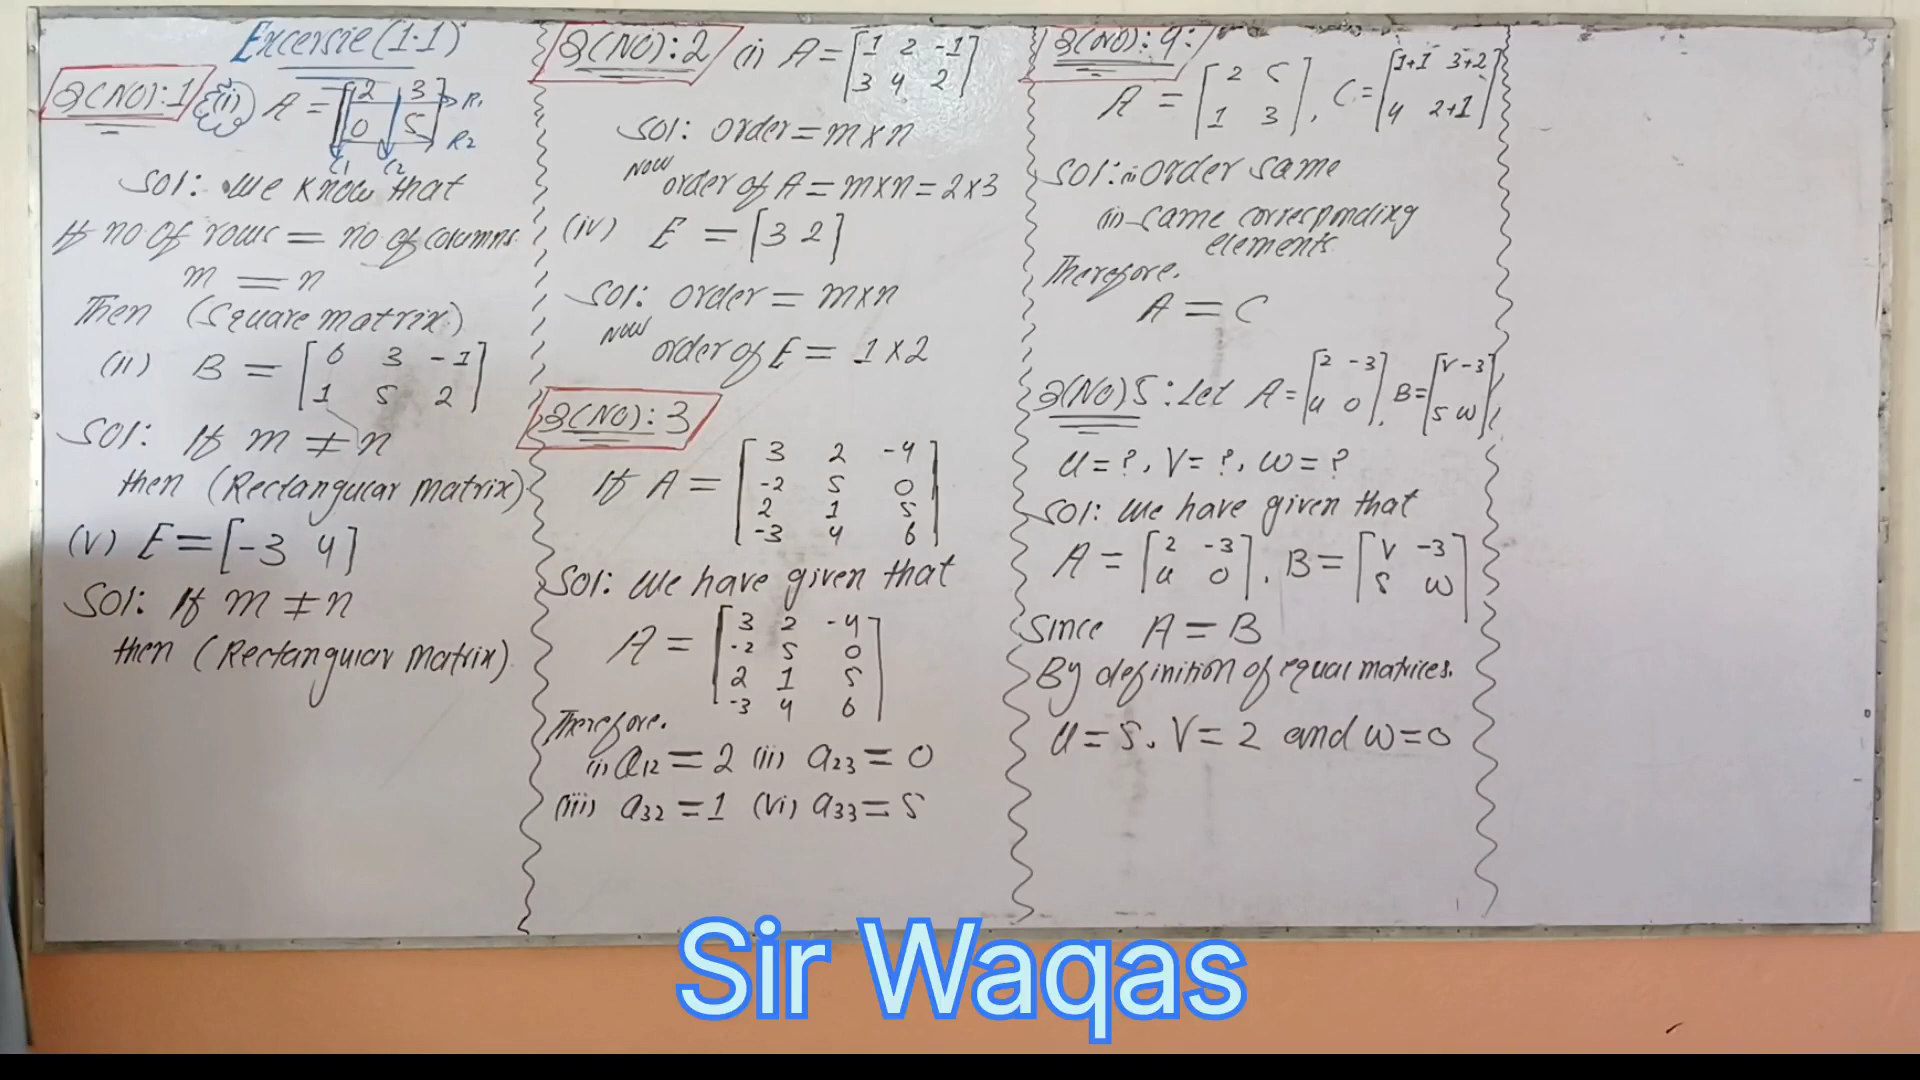 Excersie (1.1)
Q(NO):1 (i) A = [2 3
0 5] R1
R2
C1 C2
Sol: We know that
If no of rows = no of columns
m = n
Then (Square matrix)
(ii) B = [6 3 -1
1 5 2]
Sol: If m ≠ n
then (Rectangular matrix)
(V) E = [-3 4]
Sol: If m ≠ n
then (Rectangular matrix)
Q(NO):2 (i) A = [1 2 -1
3 4 2]
Sol: order = m x n
Now
order of A = m x n = 2 x 3
(iv) E = [3 2]
Sol: order = m x n
Now
order of E = 1 x 2
Q(NO):3
If A = [3 2 -4
-2 5 0
2 1 5
-3 4 6]
Sol: We have given that
A = [3 2 -4
-2 5 0
2 1 5
-3 4 6]
Therefore,
(i) a12 = 2 (ii) a23 = 0
(iii) a32 = 1 (vi) a33 = 5
Q(NO):4:
A = [2 5
1 3], C = [1+1 3+2
4 2+1]
Sol: (i) order same
(ii) same corresponding
elements
Therefore,
A = C
Q(NO)5: Let A = [2 -3
u 0], B = [V -3
5 w]
u = ?, V = ?, w = ?
Sol: We have given that
A = [2 -3
u 0], B = [V -3
5 w]
Since A = B
By definition of equal matrices.
u = 5, V = 2 and w = 0
Sir Waqas